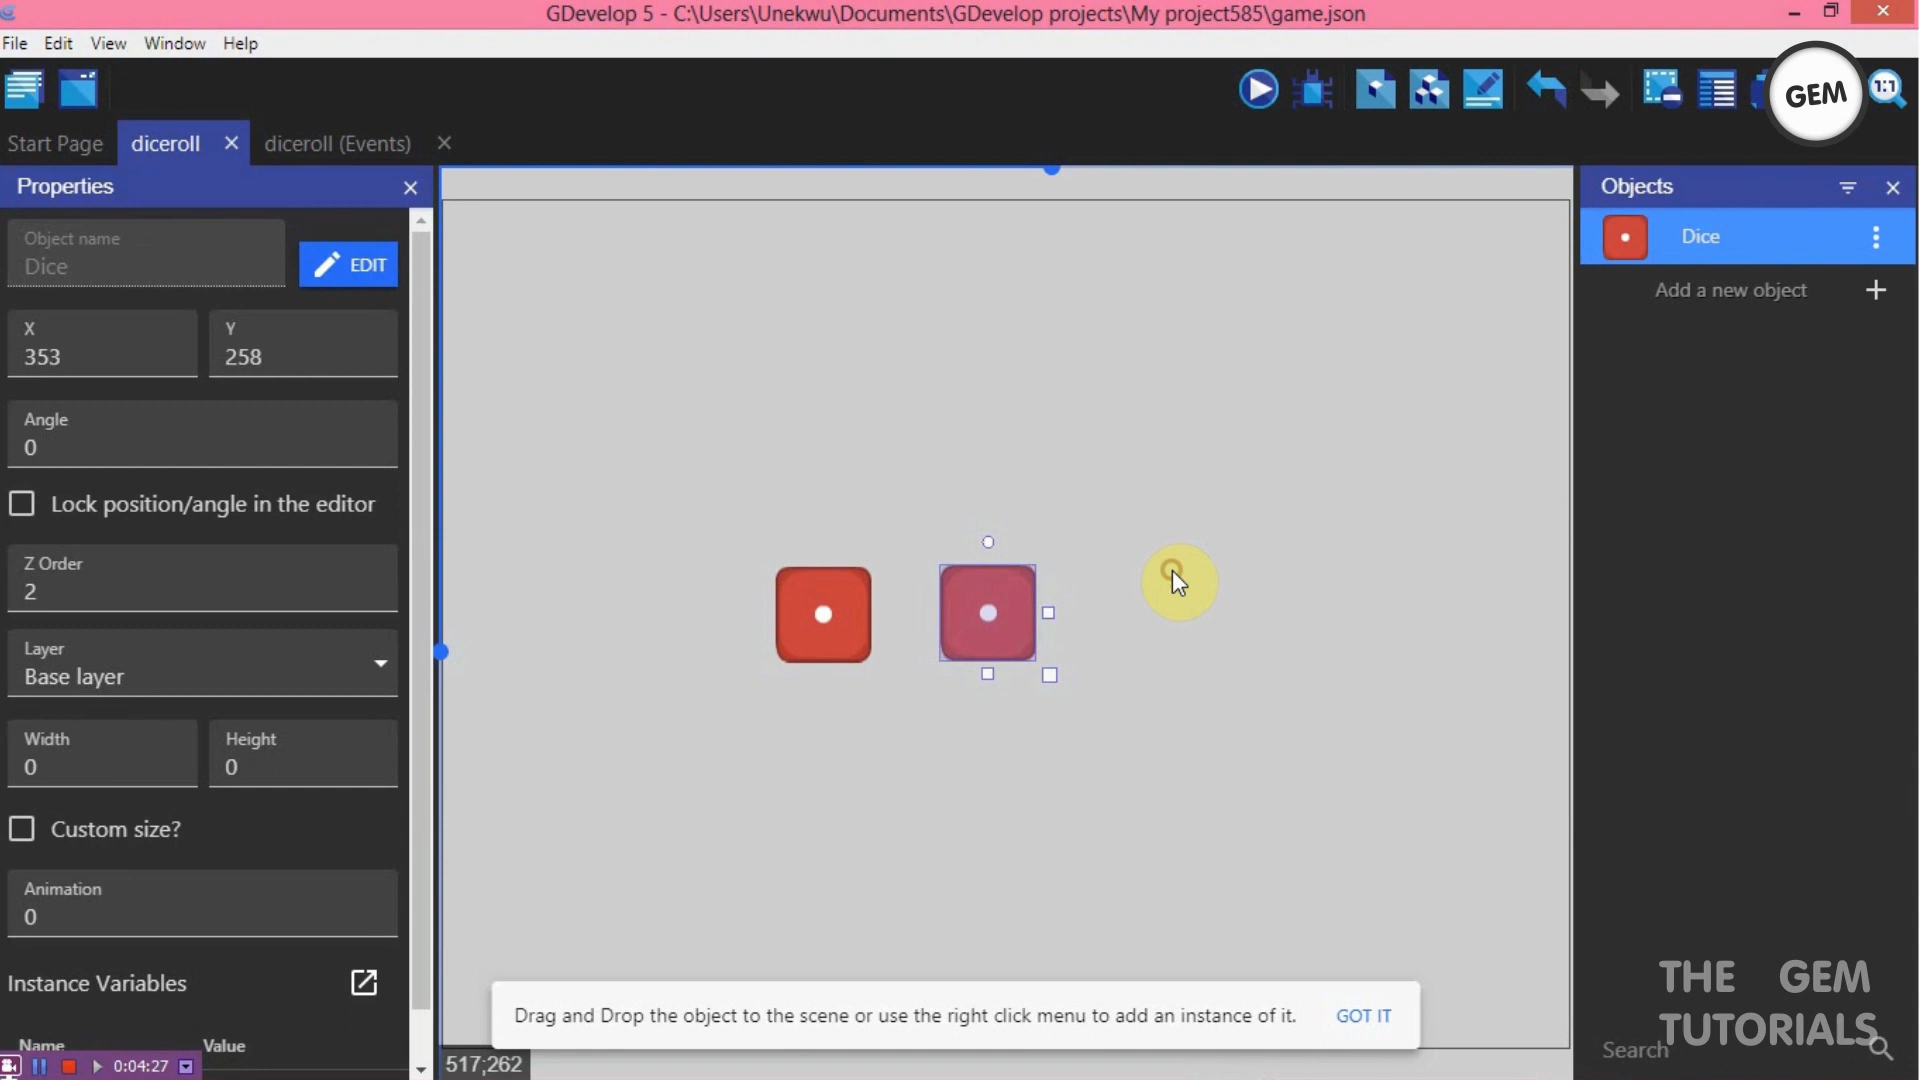 GDevelop 5 - C:\Users\Unekwu\Documents\GDevelop projects\My project585\game.json
File Edit View Window Help
GEM
1:1
Start Page
diceroll
diceroll (Events)
Properties
Objects
Object name
Dice
EDIT
Dice
Add a new object
X
353
Y
258
Angle
0
Lock position/angle in the editor
Z Order
2
Layer
Base layer
Width
0
Height
0
Custom size?
Animation
0
Instance Variables
Name
Value
Drag and Drop the object to the scene or use the right click menu to add an instance of it.
GOT IT
THE GEM
TUTORIALS
Search
0:04:27
517;262